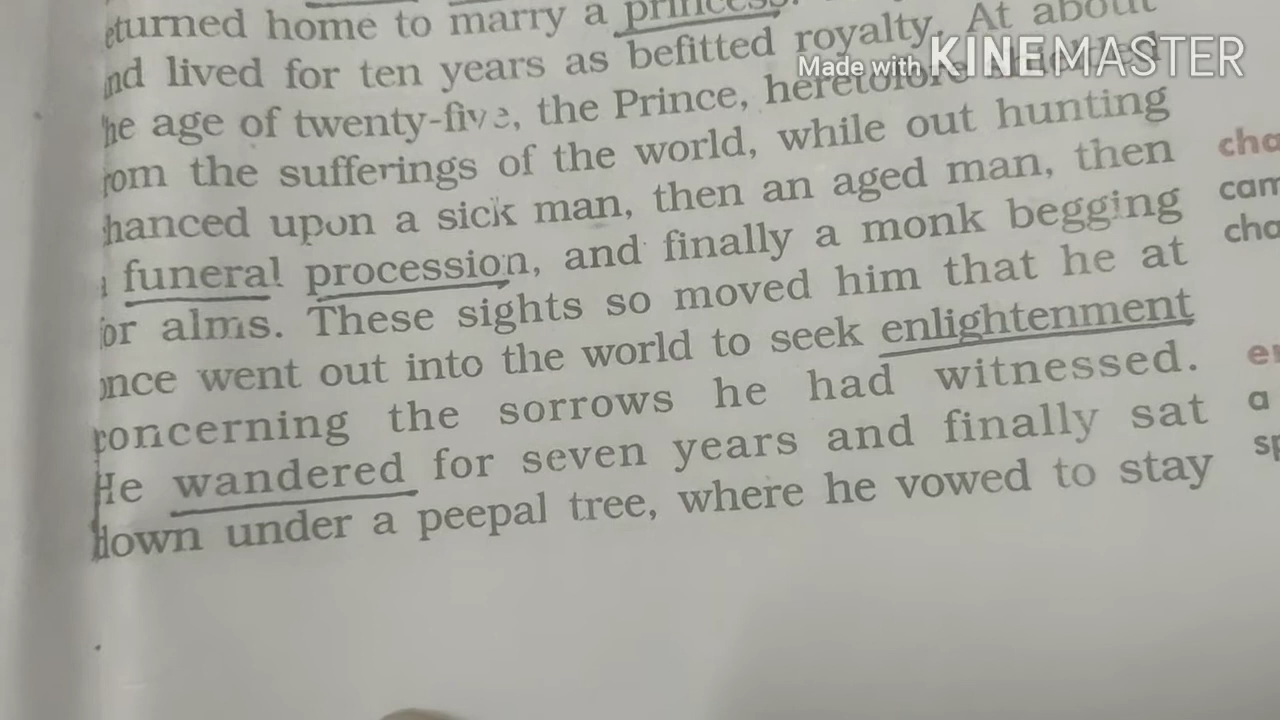 eturned home to marry a princess.
nd lived for ten years as befitted royalty. At about
he age of twenty-five, the Prince, heretofore
Made with KINEMASTER
rom the sufferings of the world, while out hunting
hanced upon a sick man, then an aged man, then
funeral procession, and finally a monk begging
or alms. These sights so moved him that he at
nce went out into the world to seek enlightenment
concerning the sorrows he had witnessed.
He wandered for seven years and finally sat
down under a peepal tree, where he vowed to stay
cha
cam
cha
er
a
sp